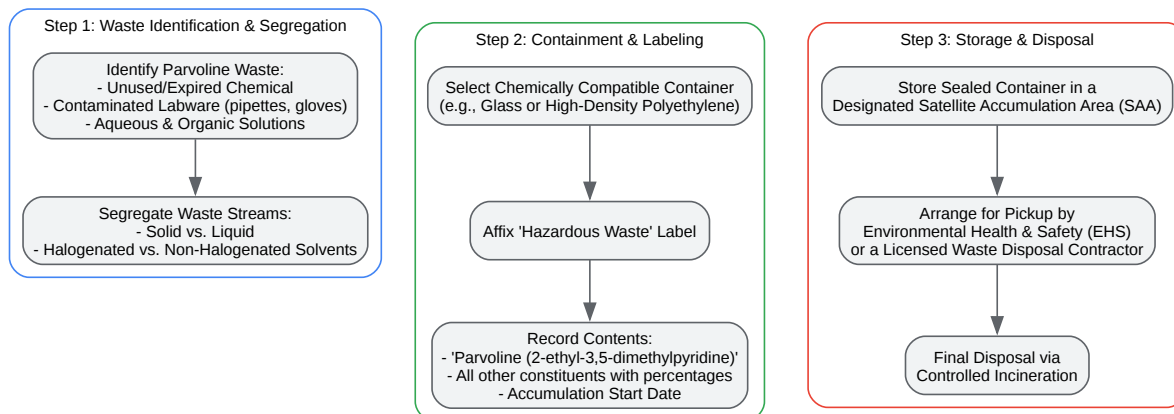 Step 1: Waste Identification & Segregation
Identify Parvoline Waste:
- Unused/Expired Chemical
- Contaminated Labware (pipettes, gloves)
- Aqueous & Organic Solutions
Segregate Waste Streams:
- Solid vs. Liquid
- Halogenated vs. Non-Halogenated Solvents
Step 2: Containment & Labeling
Select Chemically Compatible Container
(e.g., Glass or High-Density Polyethylene)
Affix 'Hazardous Waste' Label
Record Contents:
- 'Parvoline (2-ethyl-3,5-dimethylpyridine)'
- All other constituents with percentages
- Accumulation Start Date
Step 3: Storage & Disposal
Store Sealed Container in a
Designated Satellite Accumulation Area (SAA)
Arrange for Pickup by
Environmental Health & Safety (EHS)
or a Licensed Waste Disposal Contractor
Final Disposal via
Controlled Incineration